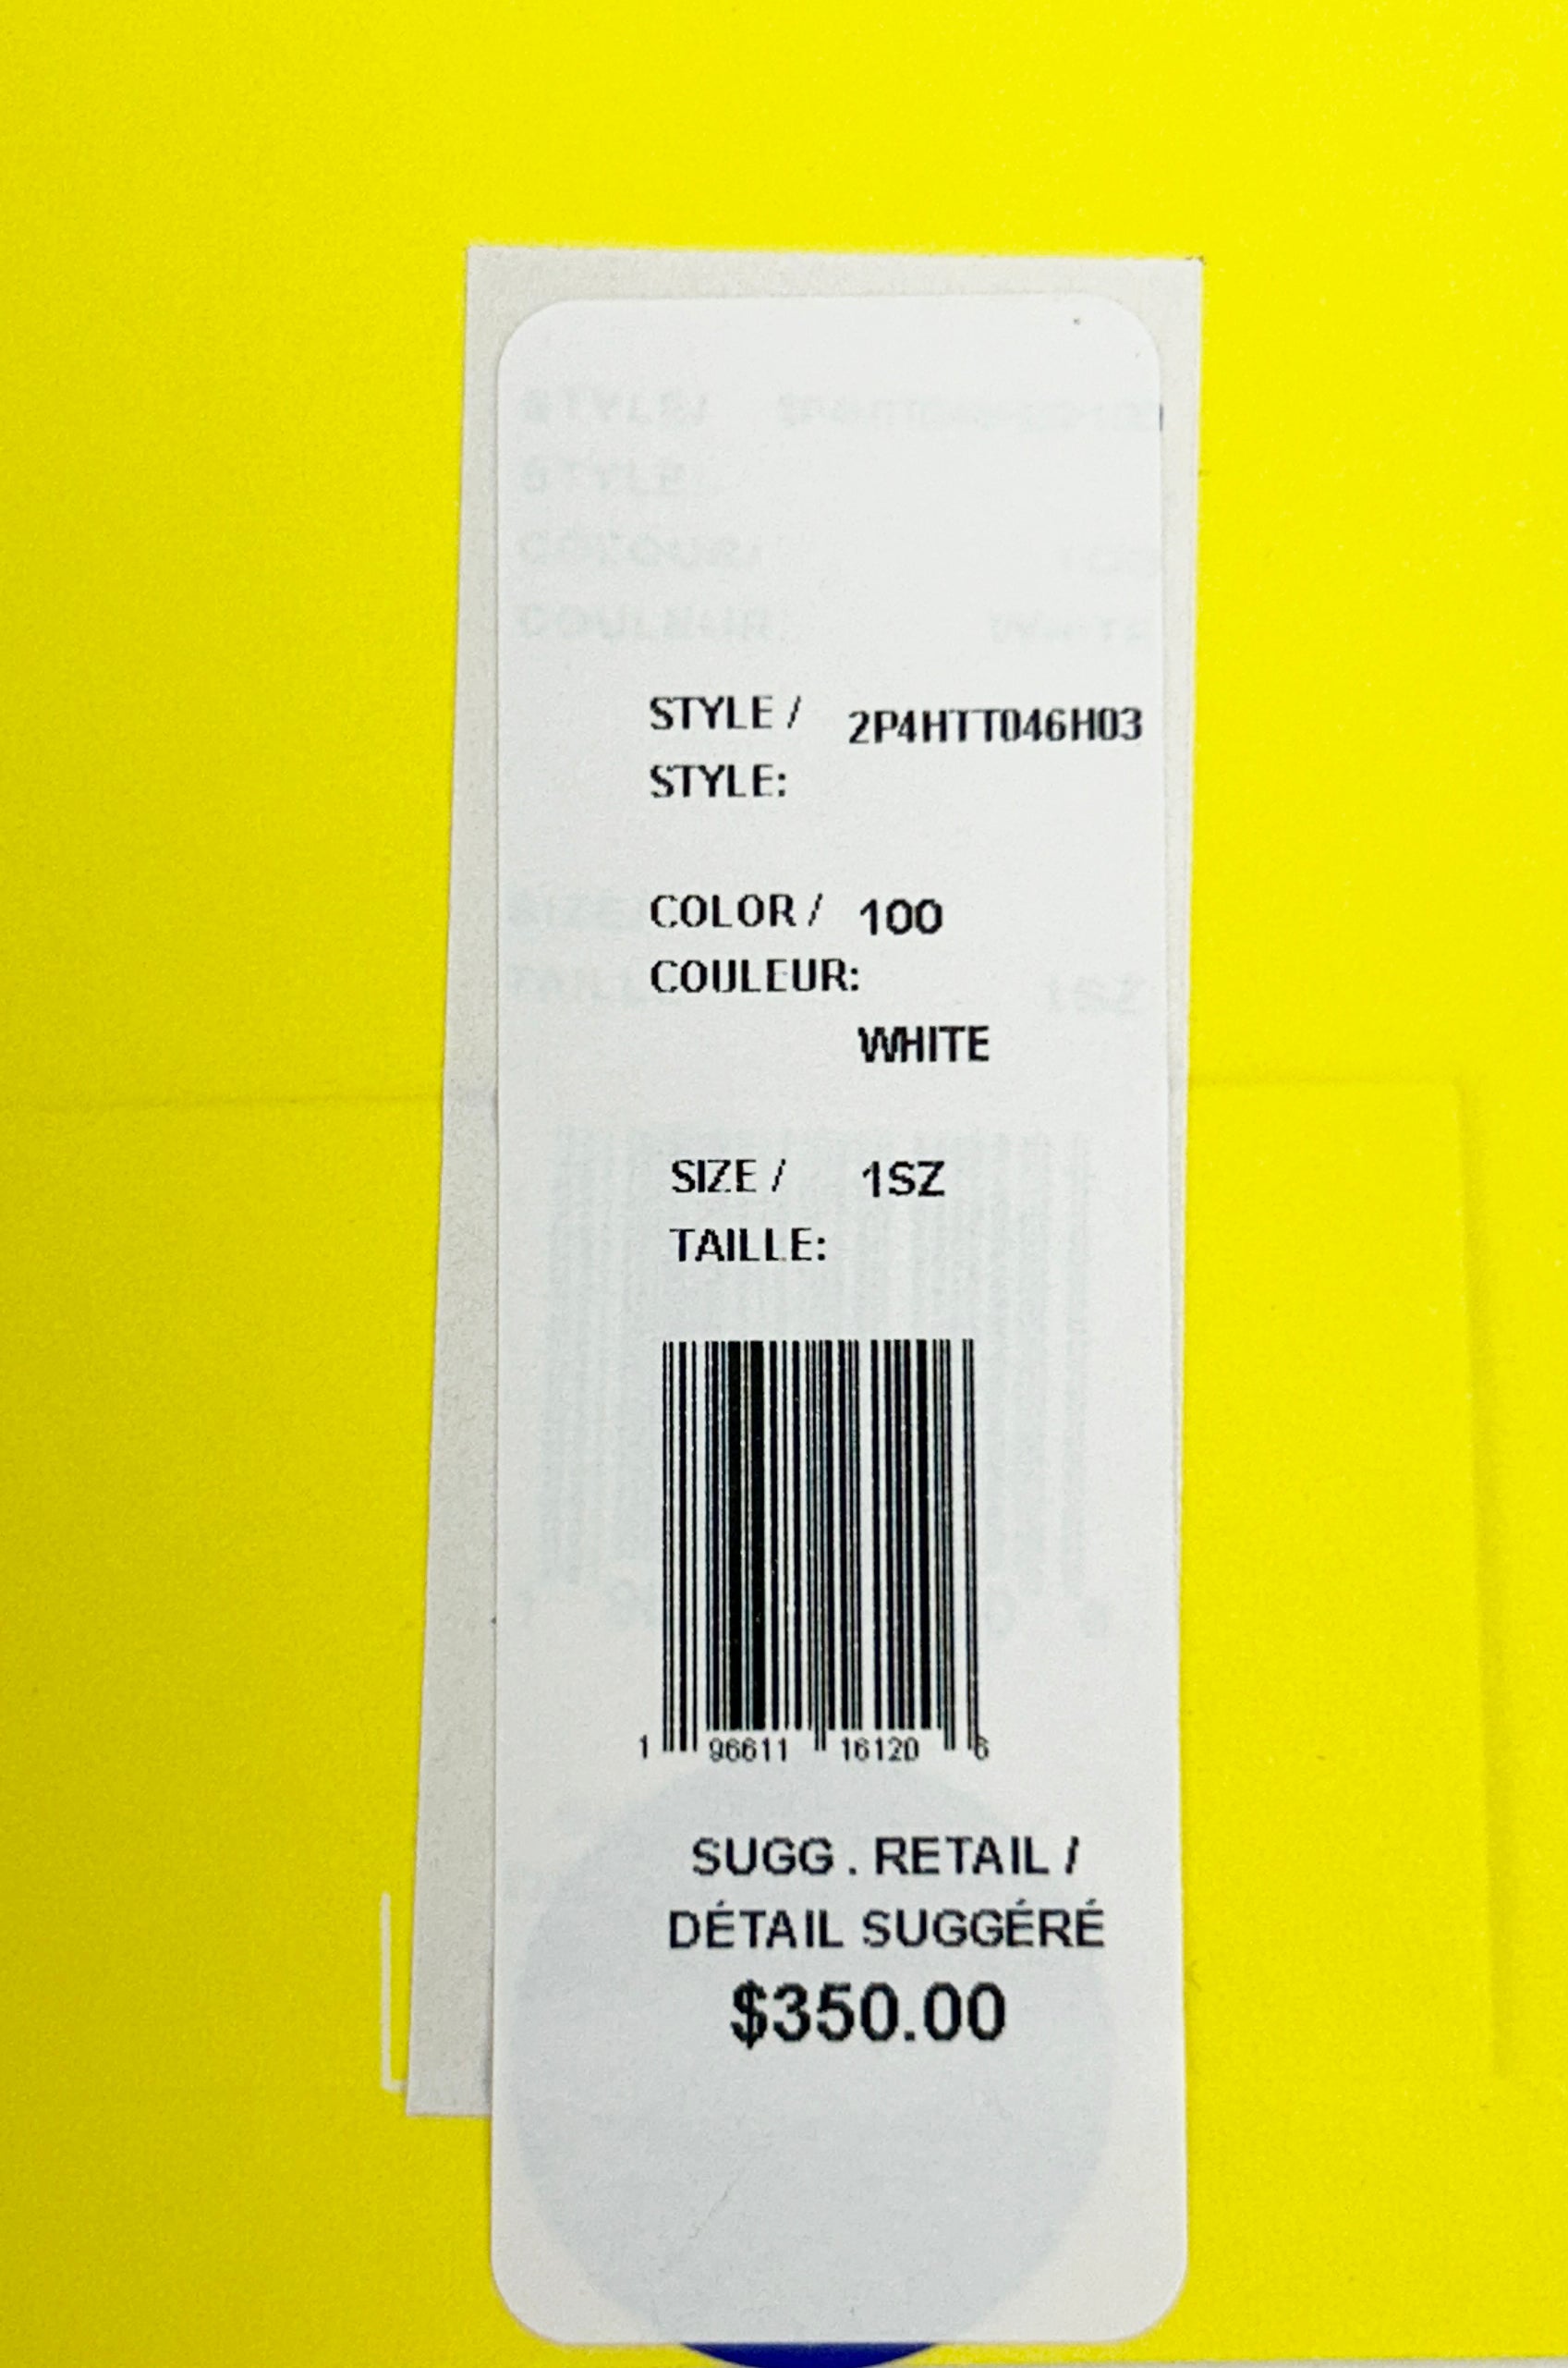 STYLE / 2P4HTT046H03
STYLE:
COLOR / 100
COULEUR:
WHITE
SIZE / 1SZ
TAILLE:
1 96611 16120 6
SUGG . RETAIL /
DÉTAIL SUGGÉRÉ
$350.00